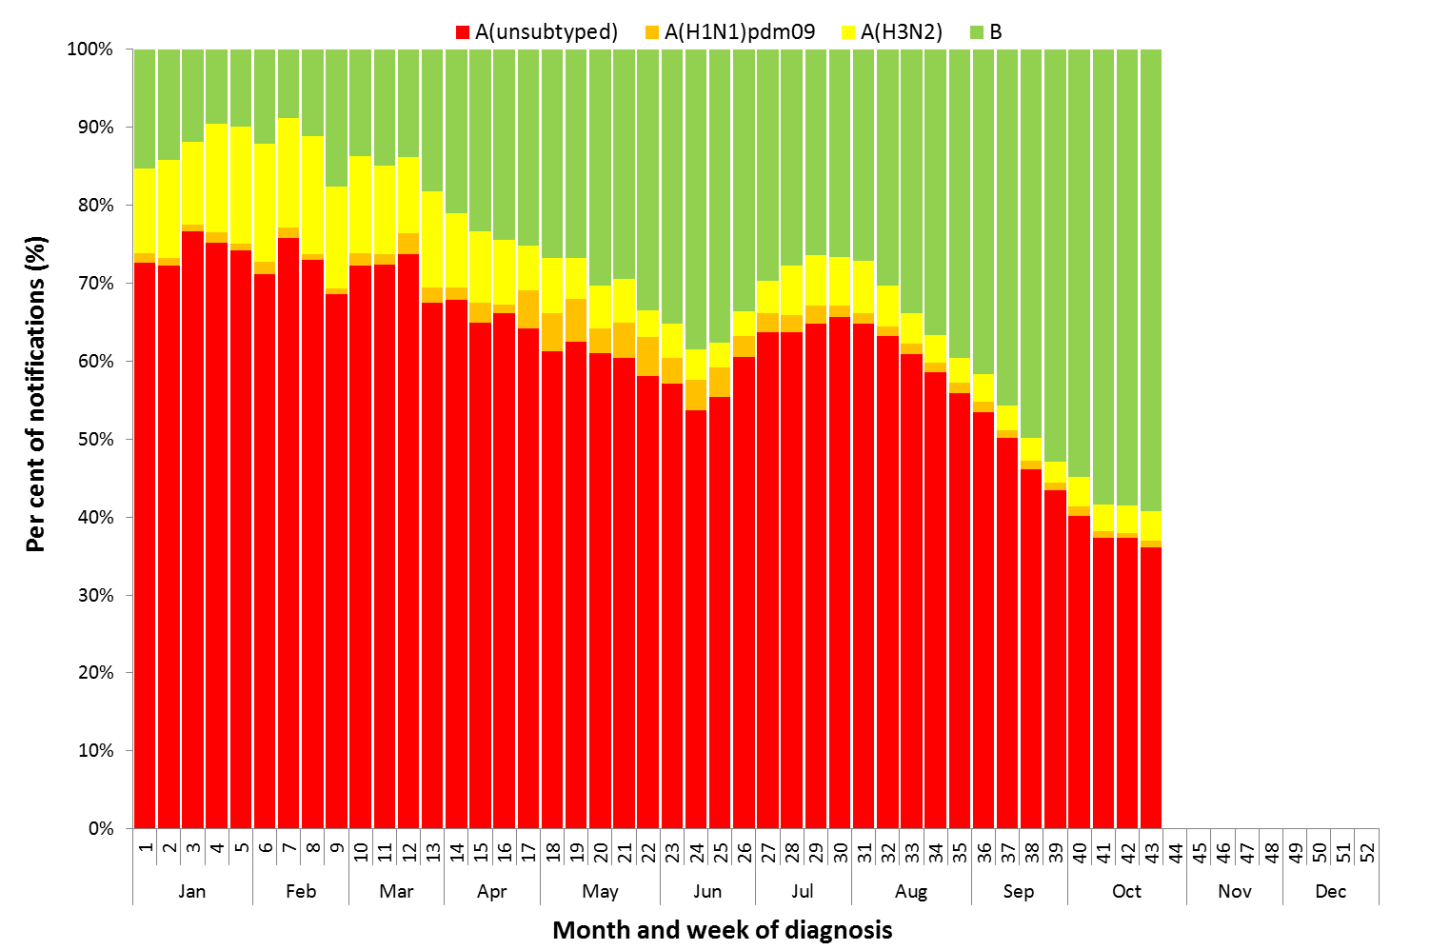 A(unsubtyped) A(H1N1)pdm09 A(H3N2) B
100%
90%
80%
70%
60%
50%
40%
30%
20%
10%
0%
Per cent of notifications (%)
1 2 3 4 5 6 7 8 9 10 11 12 13 14 15 16 17 18 19 20 21 22 23 24 25 26 27 28 29 30 31 32 33 34 35 36 37 38 39 40 41 42 43 44 45 46 47 48 49 50 51 52
Jan Feb Mar Apr May Jun Jul Aug Sep Oct Nov Dec
Month and week of diagnosis